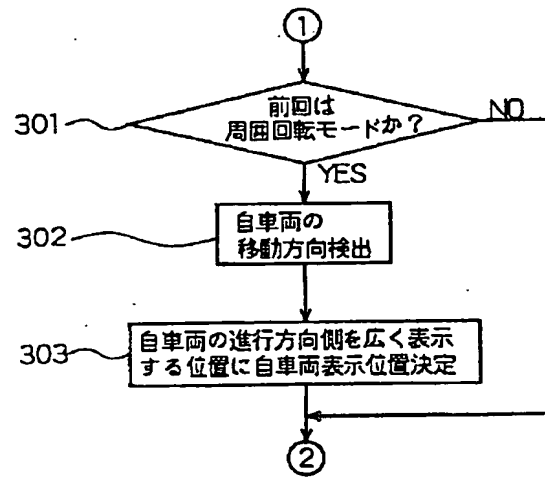 ①
前回は
周囲回転モードか？
301
NO
YES
自車両の
移動方向検出
302
自車両の進行方向側を広く表示
する位置に自車両表示位置決定
303
②